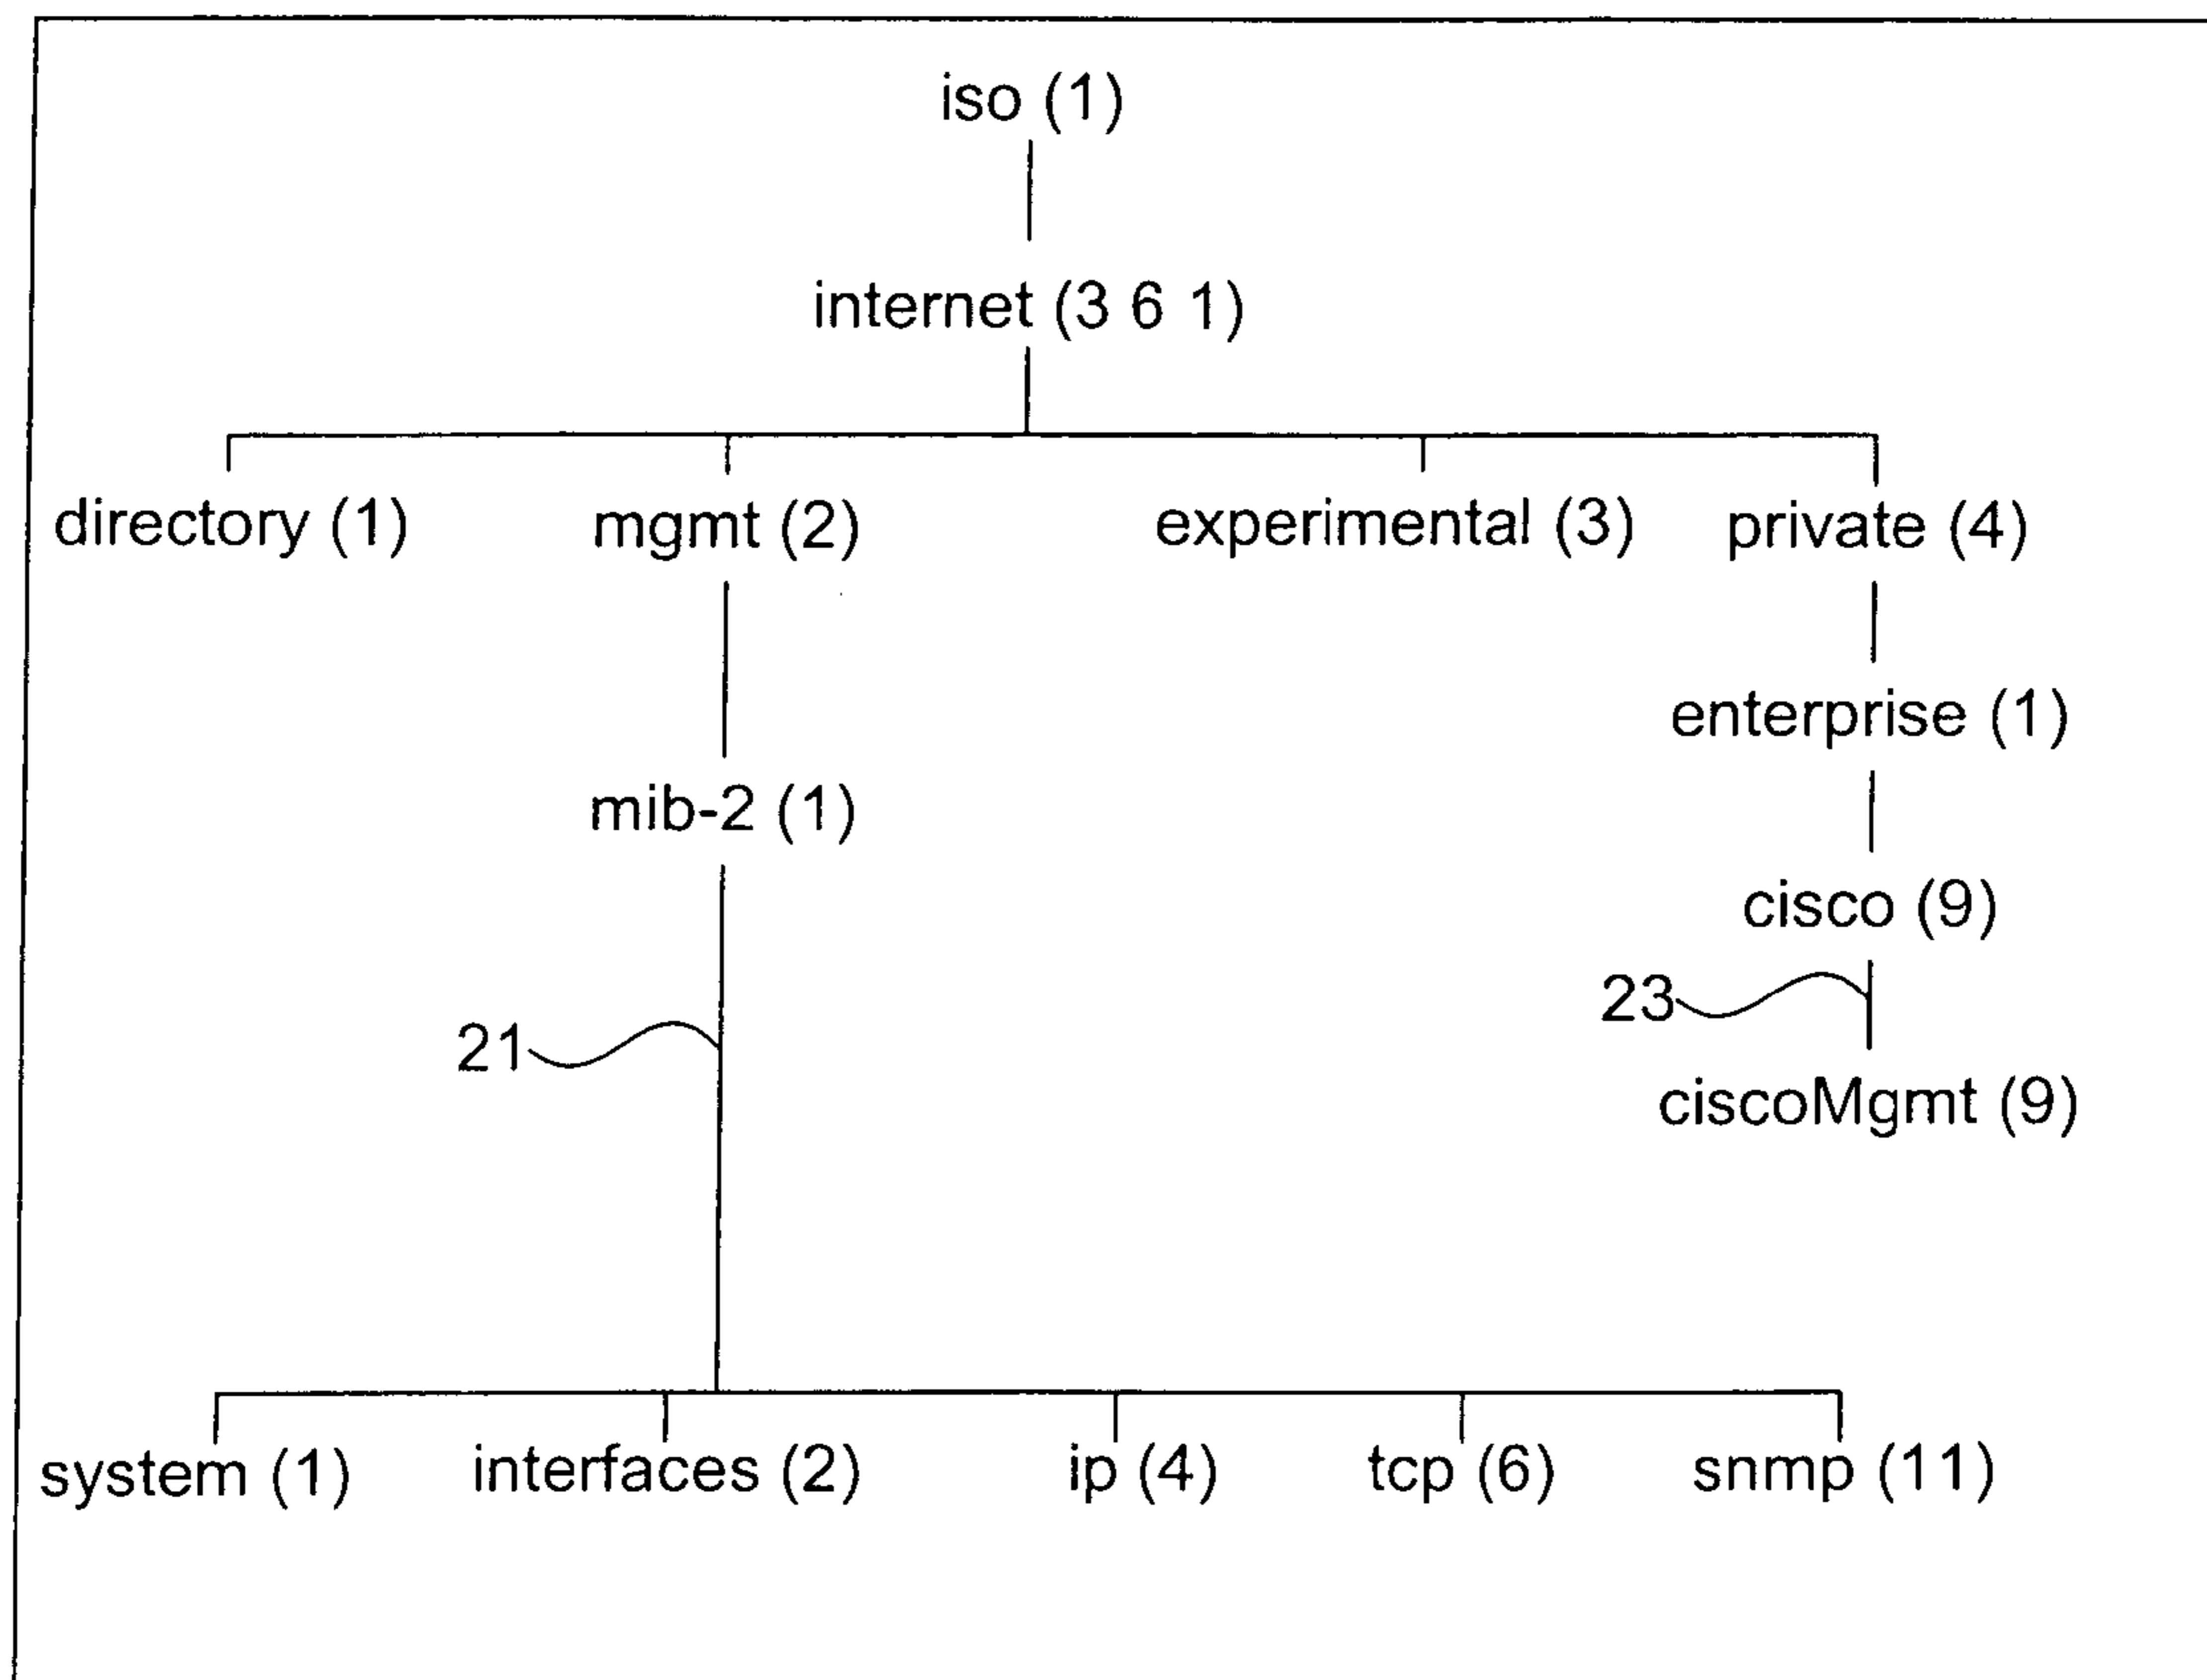 iso (1)
internet (3 6 1)
directory (1) mgmt (2) experimental (3) private (4)
enterprise (1)
mib-2 (1)
cisco (9)
23
21
ciscoMgmt (9)
system (1) interfaces (2) ip (4) tcp (6) snmp (11)